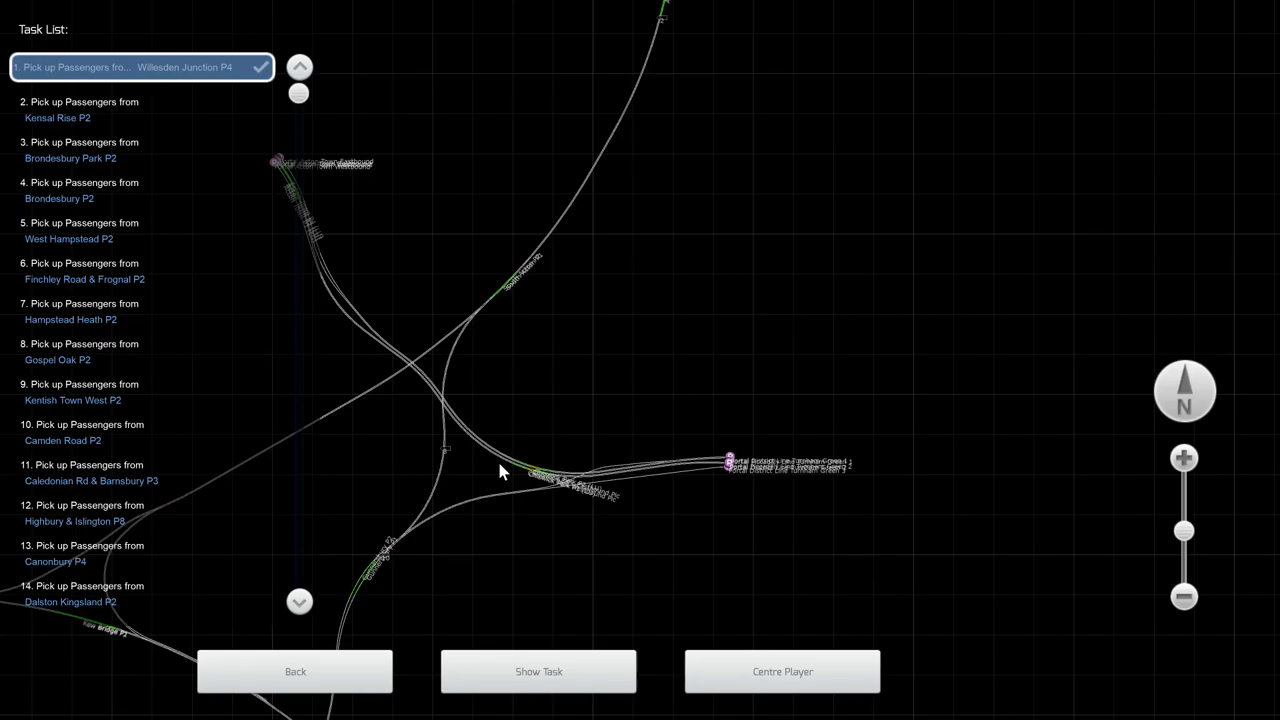 Task List:
1. Pick up Passengers fro... Willesden Junction P4
2. Pick up Passengers from
Kensal Rise P2
3. Pick up Passengers from
Brondesbury Park P2
4. Pick up Passengers from
Brondesbury P2
5. Pick up Passengers from
West Hampstead P2
6. Pick up Passengers from
Finchley Road & Frognal P2
7. Pick up Passengers from
Hampstead Heath P2
8. Pick up Passengers from
Gospel Oak P2
9. Pick up Passengers from
Kentish Town West P2
10. Pick up Passengers from
Camden Road P2
11. Pick up Passengers from
Caledonian Rd & Barnsbury P3
12. Pick up Passengers from
Highbury & Islington P8
13. Pick up Passengers from
Canonbury P4
14. Pick up Passengers from
Dalston Kingsland P2
South Acton P2
N
Back
Show Task
Centre Player